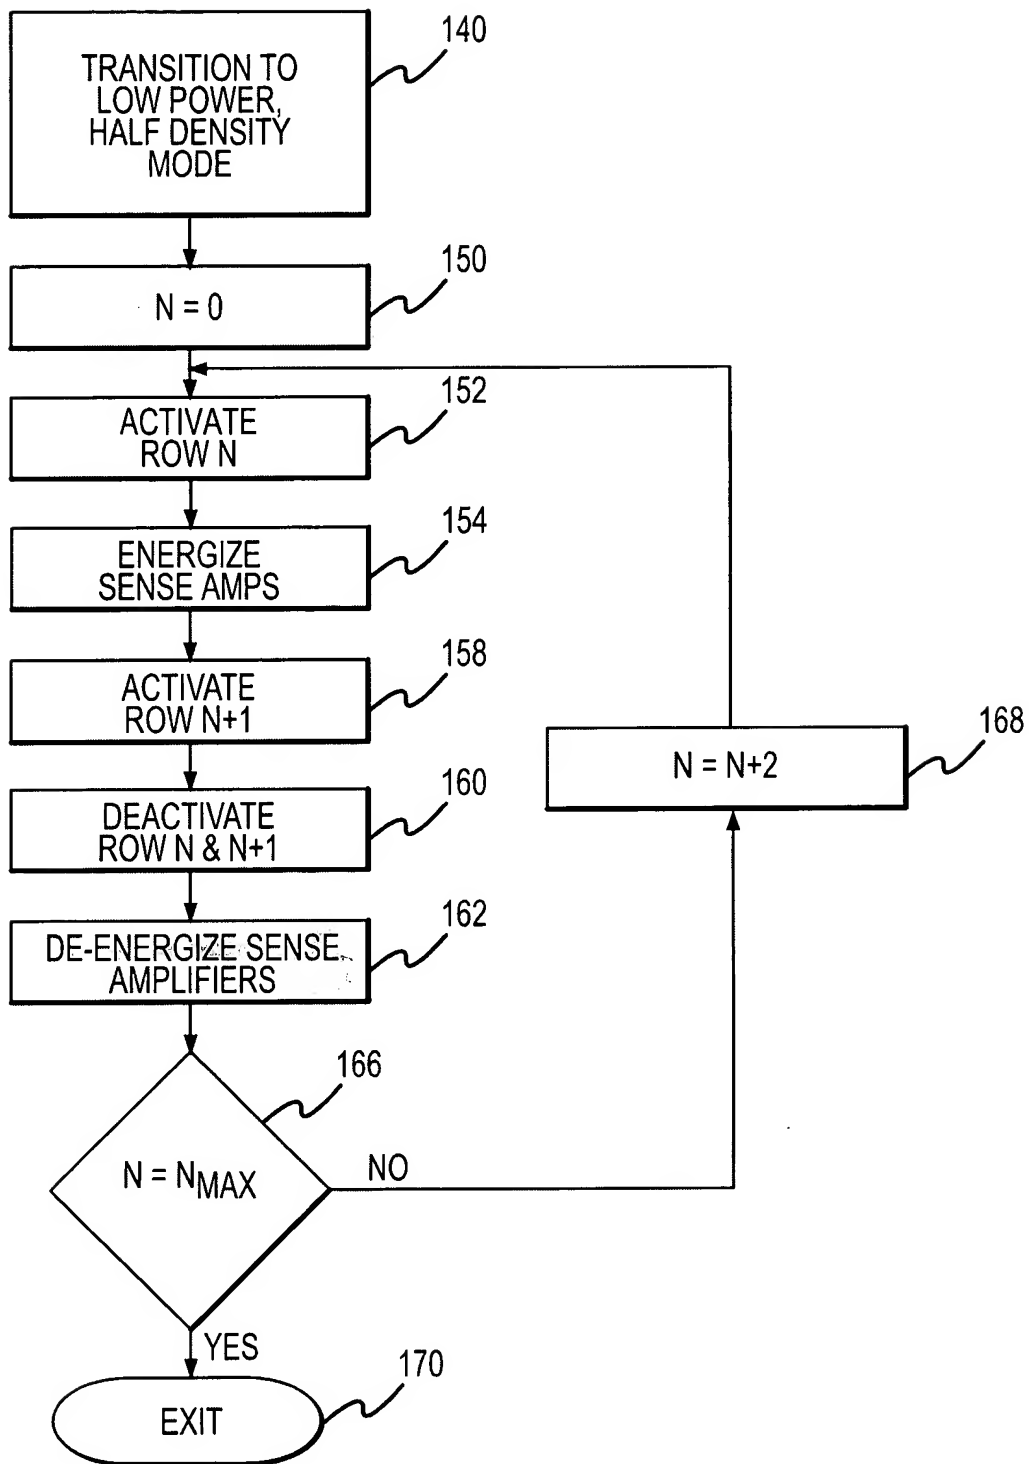 140
TRANSITION TO
LOW POWER,
HALF DENSITY
MODE
150
N = 0
152
ACTIVATE
ROW N
154
ENERGIZE
SENSE AMPS
158
ACTIVATE
ROW N+1
168
N = N+2
160
DEACTIVATE
ROW N & N+1
162
DE-ENERGIZE SENSE
AMPLIFIERS
166
N = NMAX
NO
YES
170
EXIT